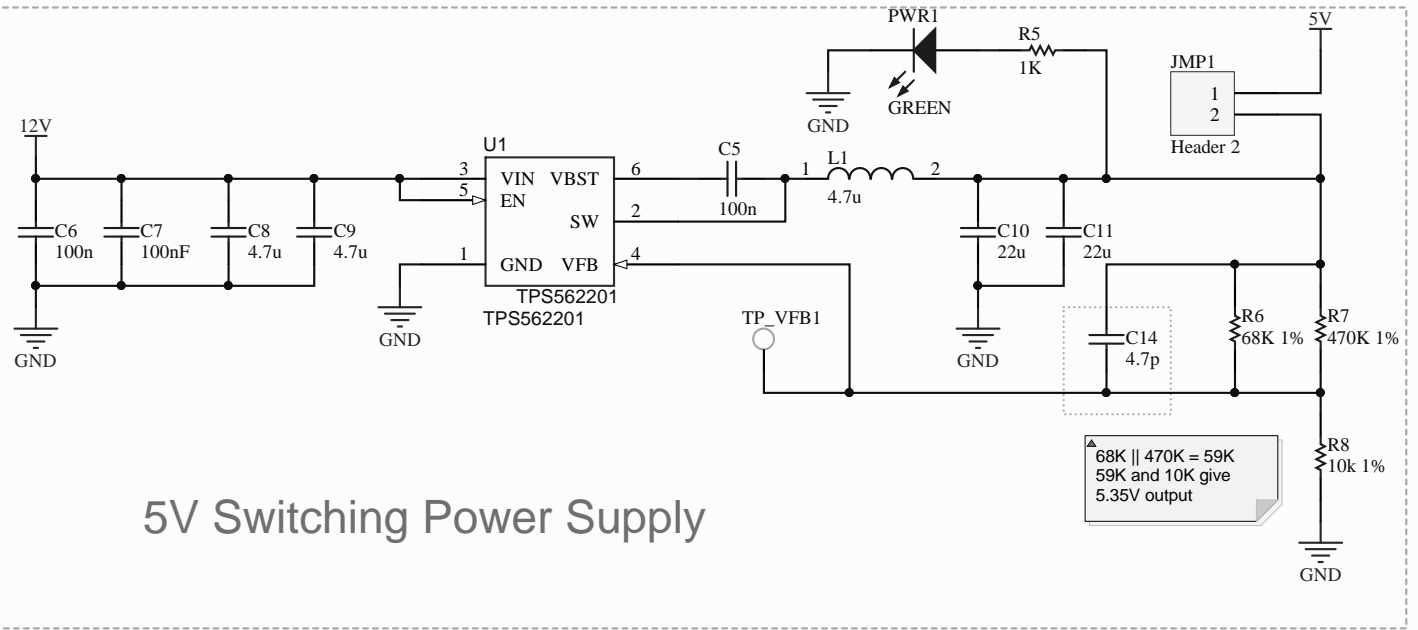 PWR1
GREEN
GND
R5
1K
5V
JMP1
1
2
Header 2
12V
U1
3
5
1
VIN
EN
GND
VBST
SW
VFB
6
2
4
TPS562201
TPS562201
C5
100n
1
L1
2
4.7u
C6
100n
C7
100nF
C8
4.7u
C9
4.7u
GND
GND
C10
22u
C11
22u
GND
TP_VFB1
C14
4.7p
R6
68K 1%
R7
470K 1%
R8
10k 1%
GND
68K || 470K = 59K
59K and 10K give
5.35V output
5V Switching Power Supply